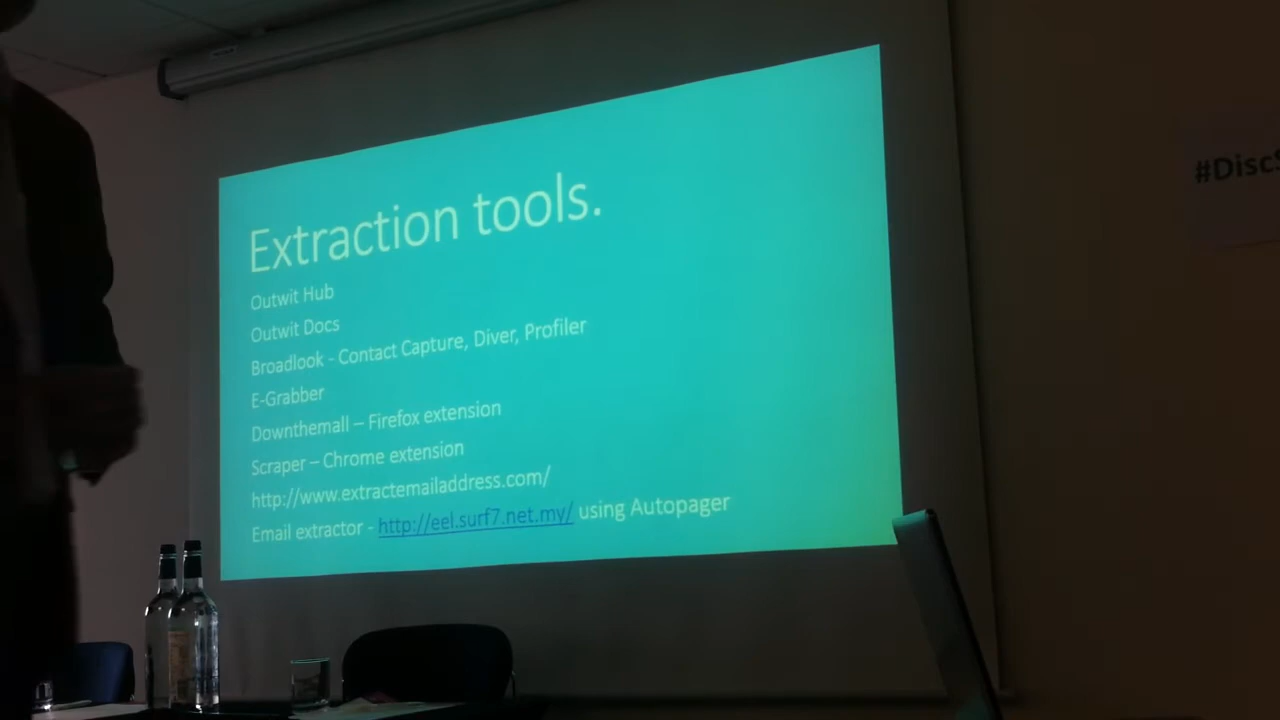 Extraction tools.
Outwit Hub
Outwit Docs
Broadlook - Contact Capture, Diver, Profiler
E-Grabber
Downthemall – Firefox extension
Scraper – Chrome extension
http://www.extractemailaddress.com/
Email extractor - http://eel.surf7.net.my/ using Autopager
#Disc